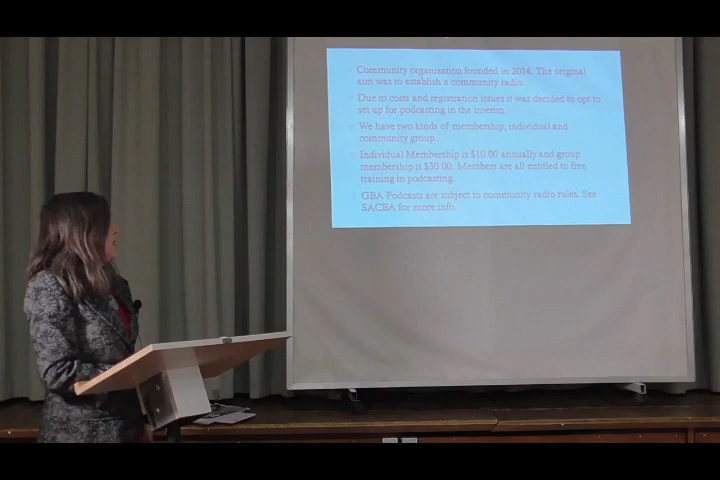 Community organisation founded in 2014. The original
aim was to establish a community radio.
Due to costs and registration issues it was decided to opt to
set up for podcasting in the interim.
We have two kinds of membership, individual and
community group.
Individual Membership is $10.00 annually and group
membership is $30.00. Members are all entitled to free
training in podcasting.
GBA Podcasts are subject to community radio rules. See
SACBA for more info.